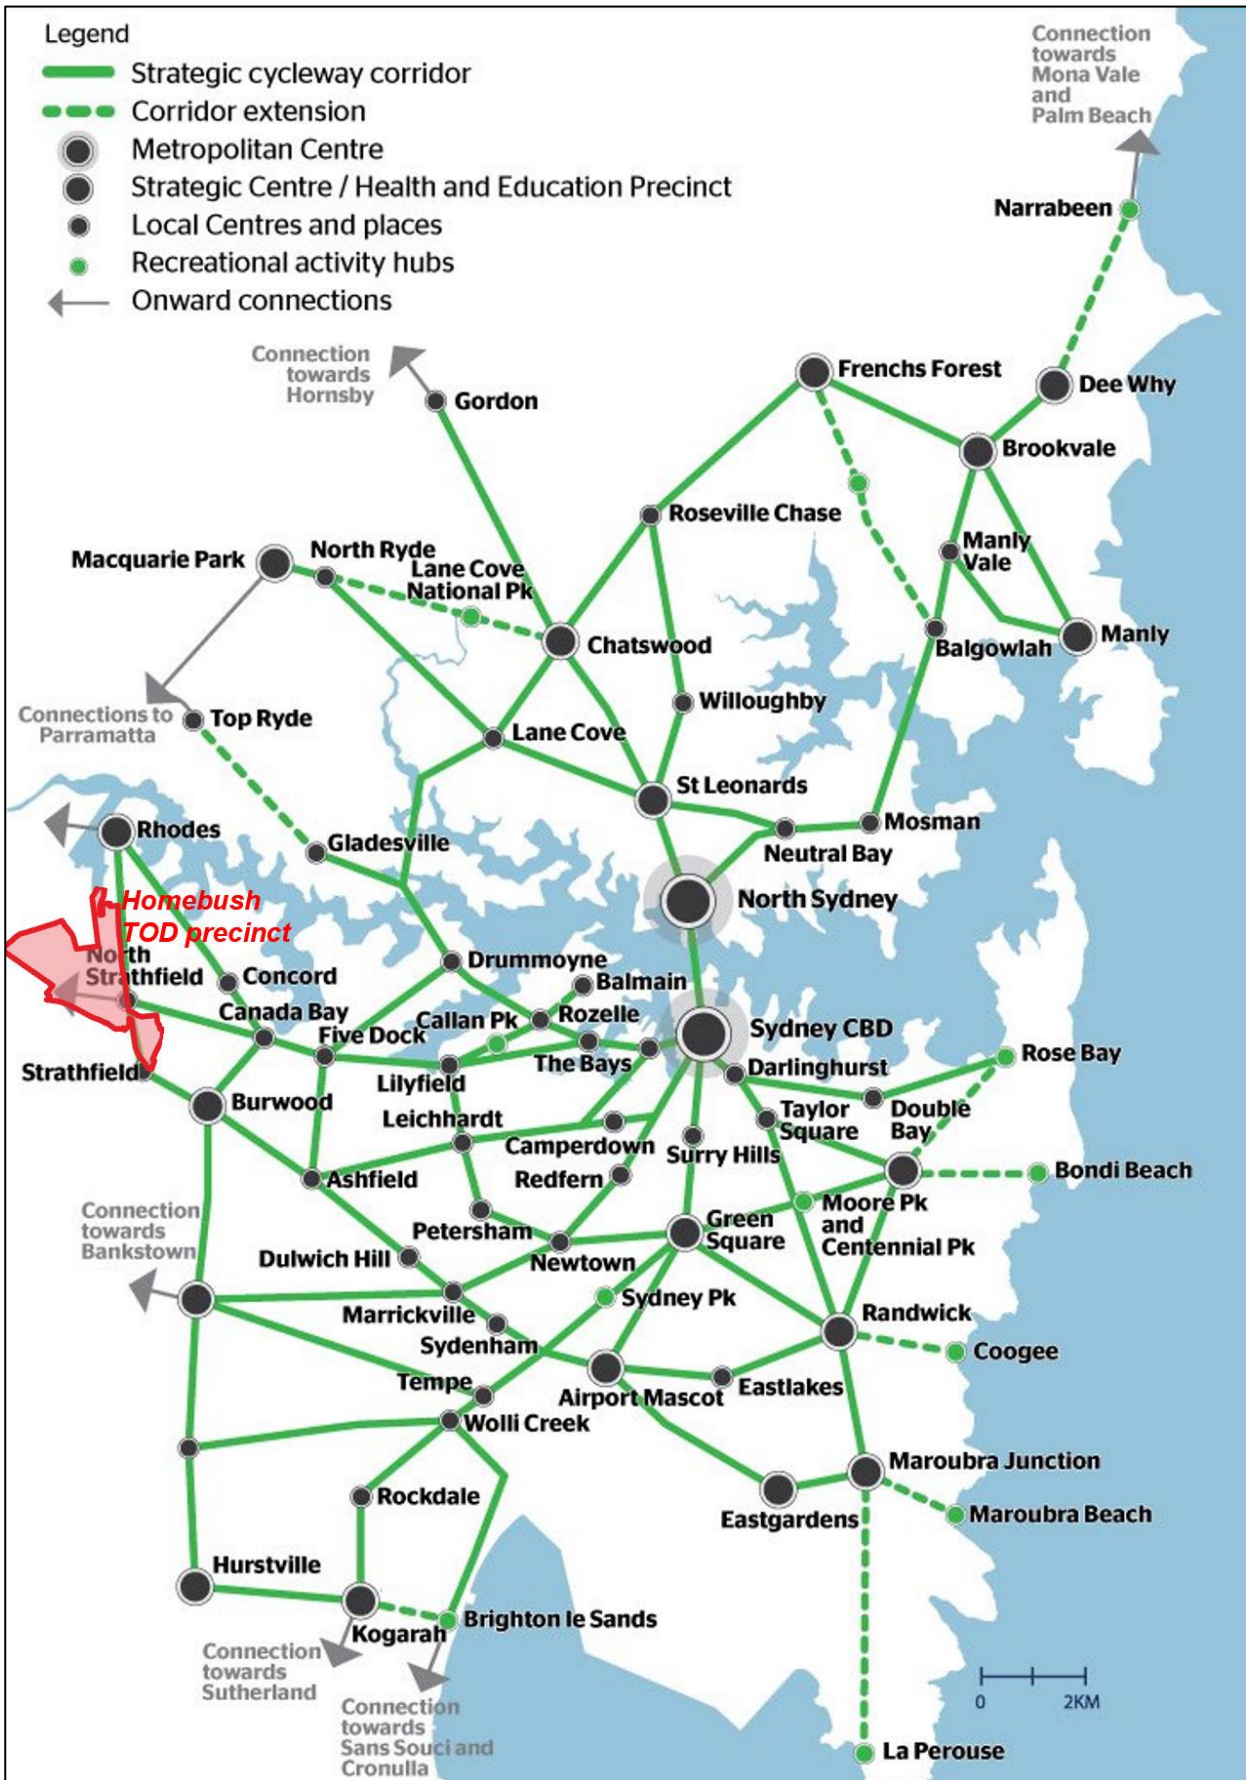 Legend
Strategic cycleway corridor
Corridor extension
Metropolitan Centre
Strategic Centre / Health and Education Precinct
Local Centres and places
Recreational activity hubs
Onward connections
Connection
towards
Mona Vale
and
Palm Beach
Narrabeen
Connection
towards
Hornsby
Gordon
Frenchs Forest
Dee Why
Brookvale
Roseville Chase
Macquarie Park
North Ryde
Lane Cove
National Pk
Manly
Vale
Chatswood
Balgowlah
Manly
Connections to
Parramatta
Top Ryde
Willoughby
Lane Cove
St Leonards
Rhodes
Gladesville
Mosman
Neutral Bay
Homebush
TOD precinct
North Sydney
North
Strathfield
Concord
Drummoyne
Balmain
Canada Bay
Five Dock
Callan Pk
Rozelle
Sydney CBD
Strathfield
Lilyfield
The Bays
Darlinghurst
Rose Bay
Burwood
Leichhardt
Camperdown
Surry Hills
Taylor
Square
Double
Bay
Ashfield
Redfern
Bondi Beach
Connection
towards
Bankstown
Petersham
Newtown
Green
Square
Moore Pk
and
Centennial Pk
Dulwich Hill
Marrickville
Sydney Pk
Randwick
Sydenham
Coogee
Tempe
Airport Mascot
Eastlakes
Wolli Creek
Maroubra Junction
Rockdale
Eastgardens
Maroubra Beach
Hurstville
Kogarah
Brighton le Sands
Connection
towards
Sutherland
Connection
towards
Sans Souci and
Cronulla
0
2KM
La Perouse